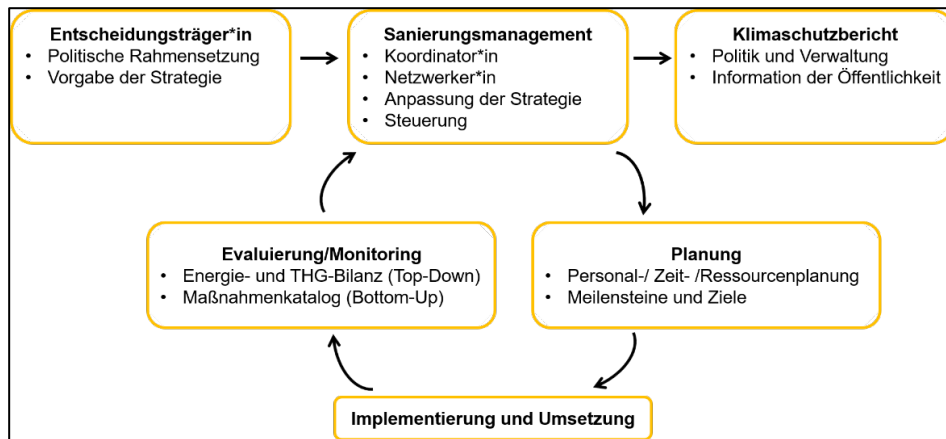 Entscheidungsträger*in
• Politische Rahmensetzung
• Vorgabe der Strategie
Sanierungsmanagement
• Koordinator*in
• Netzwerker*in
• Anpassung der Strategie
• Steuerung
Klimaschutzbericht
• Politik und Verwaltung
• Information der Öffentlichkeit
Evaluierung/Monitoring
• Energie- und THG-Bilanz (Top-Down)
• Maßnahmenkatalog (Bottom-Up)
Planung
• Personal-/ Zeit- /Ressourcenplanung
• Meilensteine und Ziele
Implementierung und Umsetzung